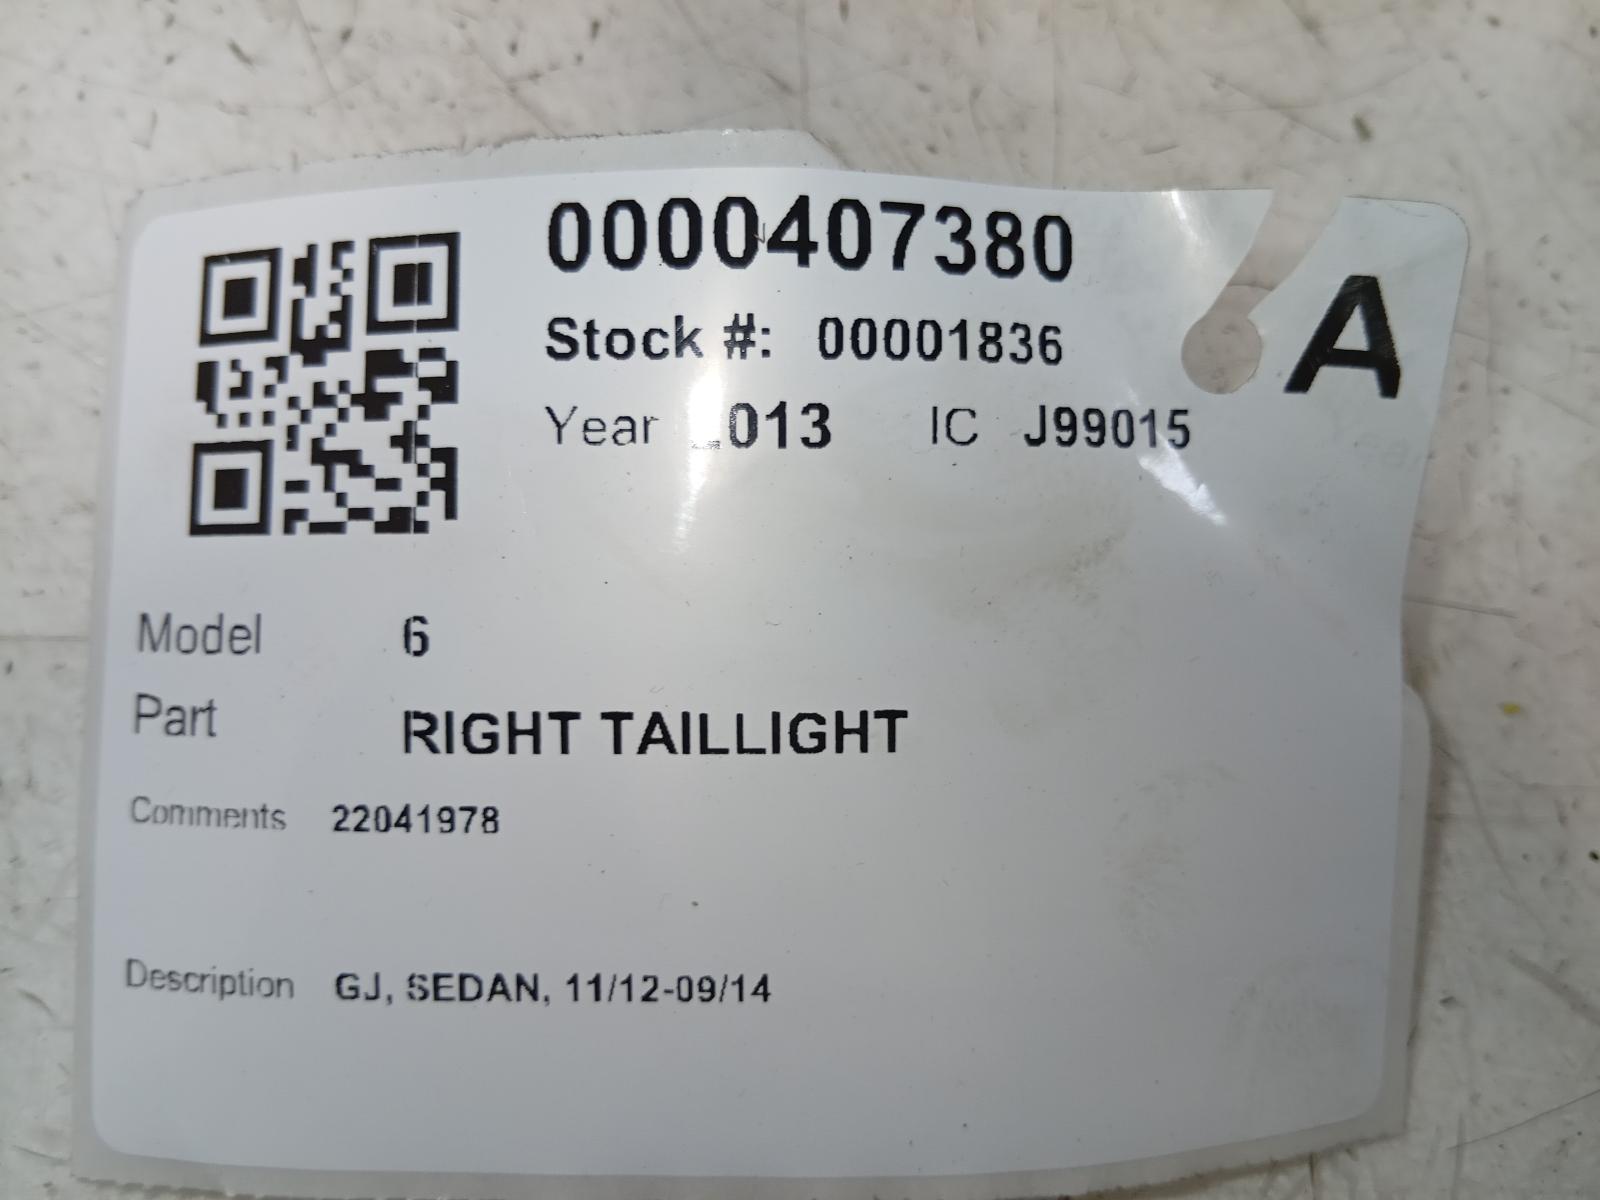 0000407380
A
Stock #: 00001836
Year 2013 IC J99015
Model 6
Part RIGHT TAILLIGHT
Comments 22041978
Description GJ, SEDAN, 11/12-09/14